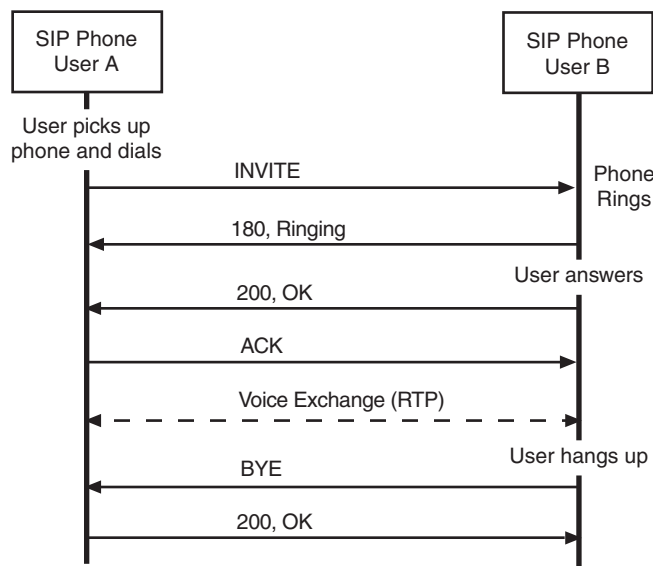 SIP Phone
User A
SIP Phone
User B
User picks up
phone and dials
INVITE
Phone
Rings
180, Ringing
User answers
200, OK
ACK
Voice Exchange (RTP)
User hangs up
BYE
200, OK